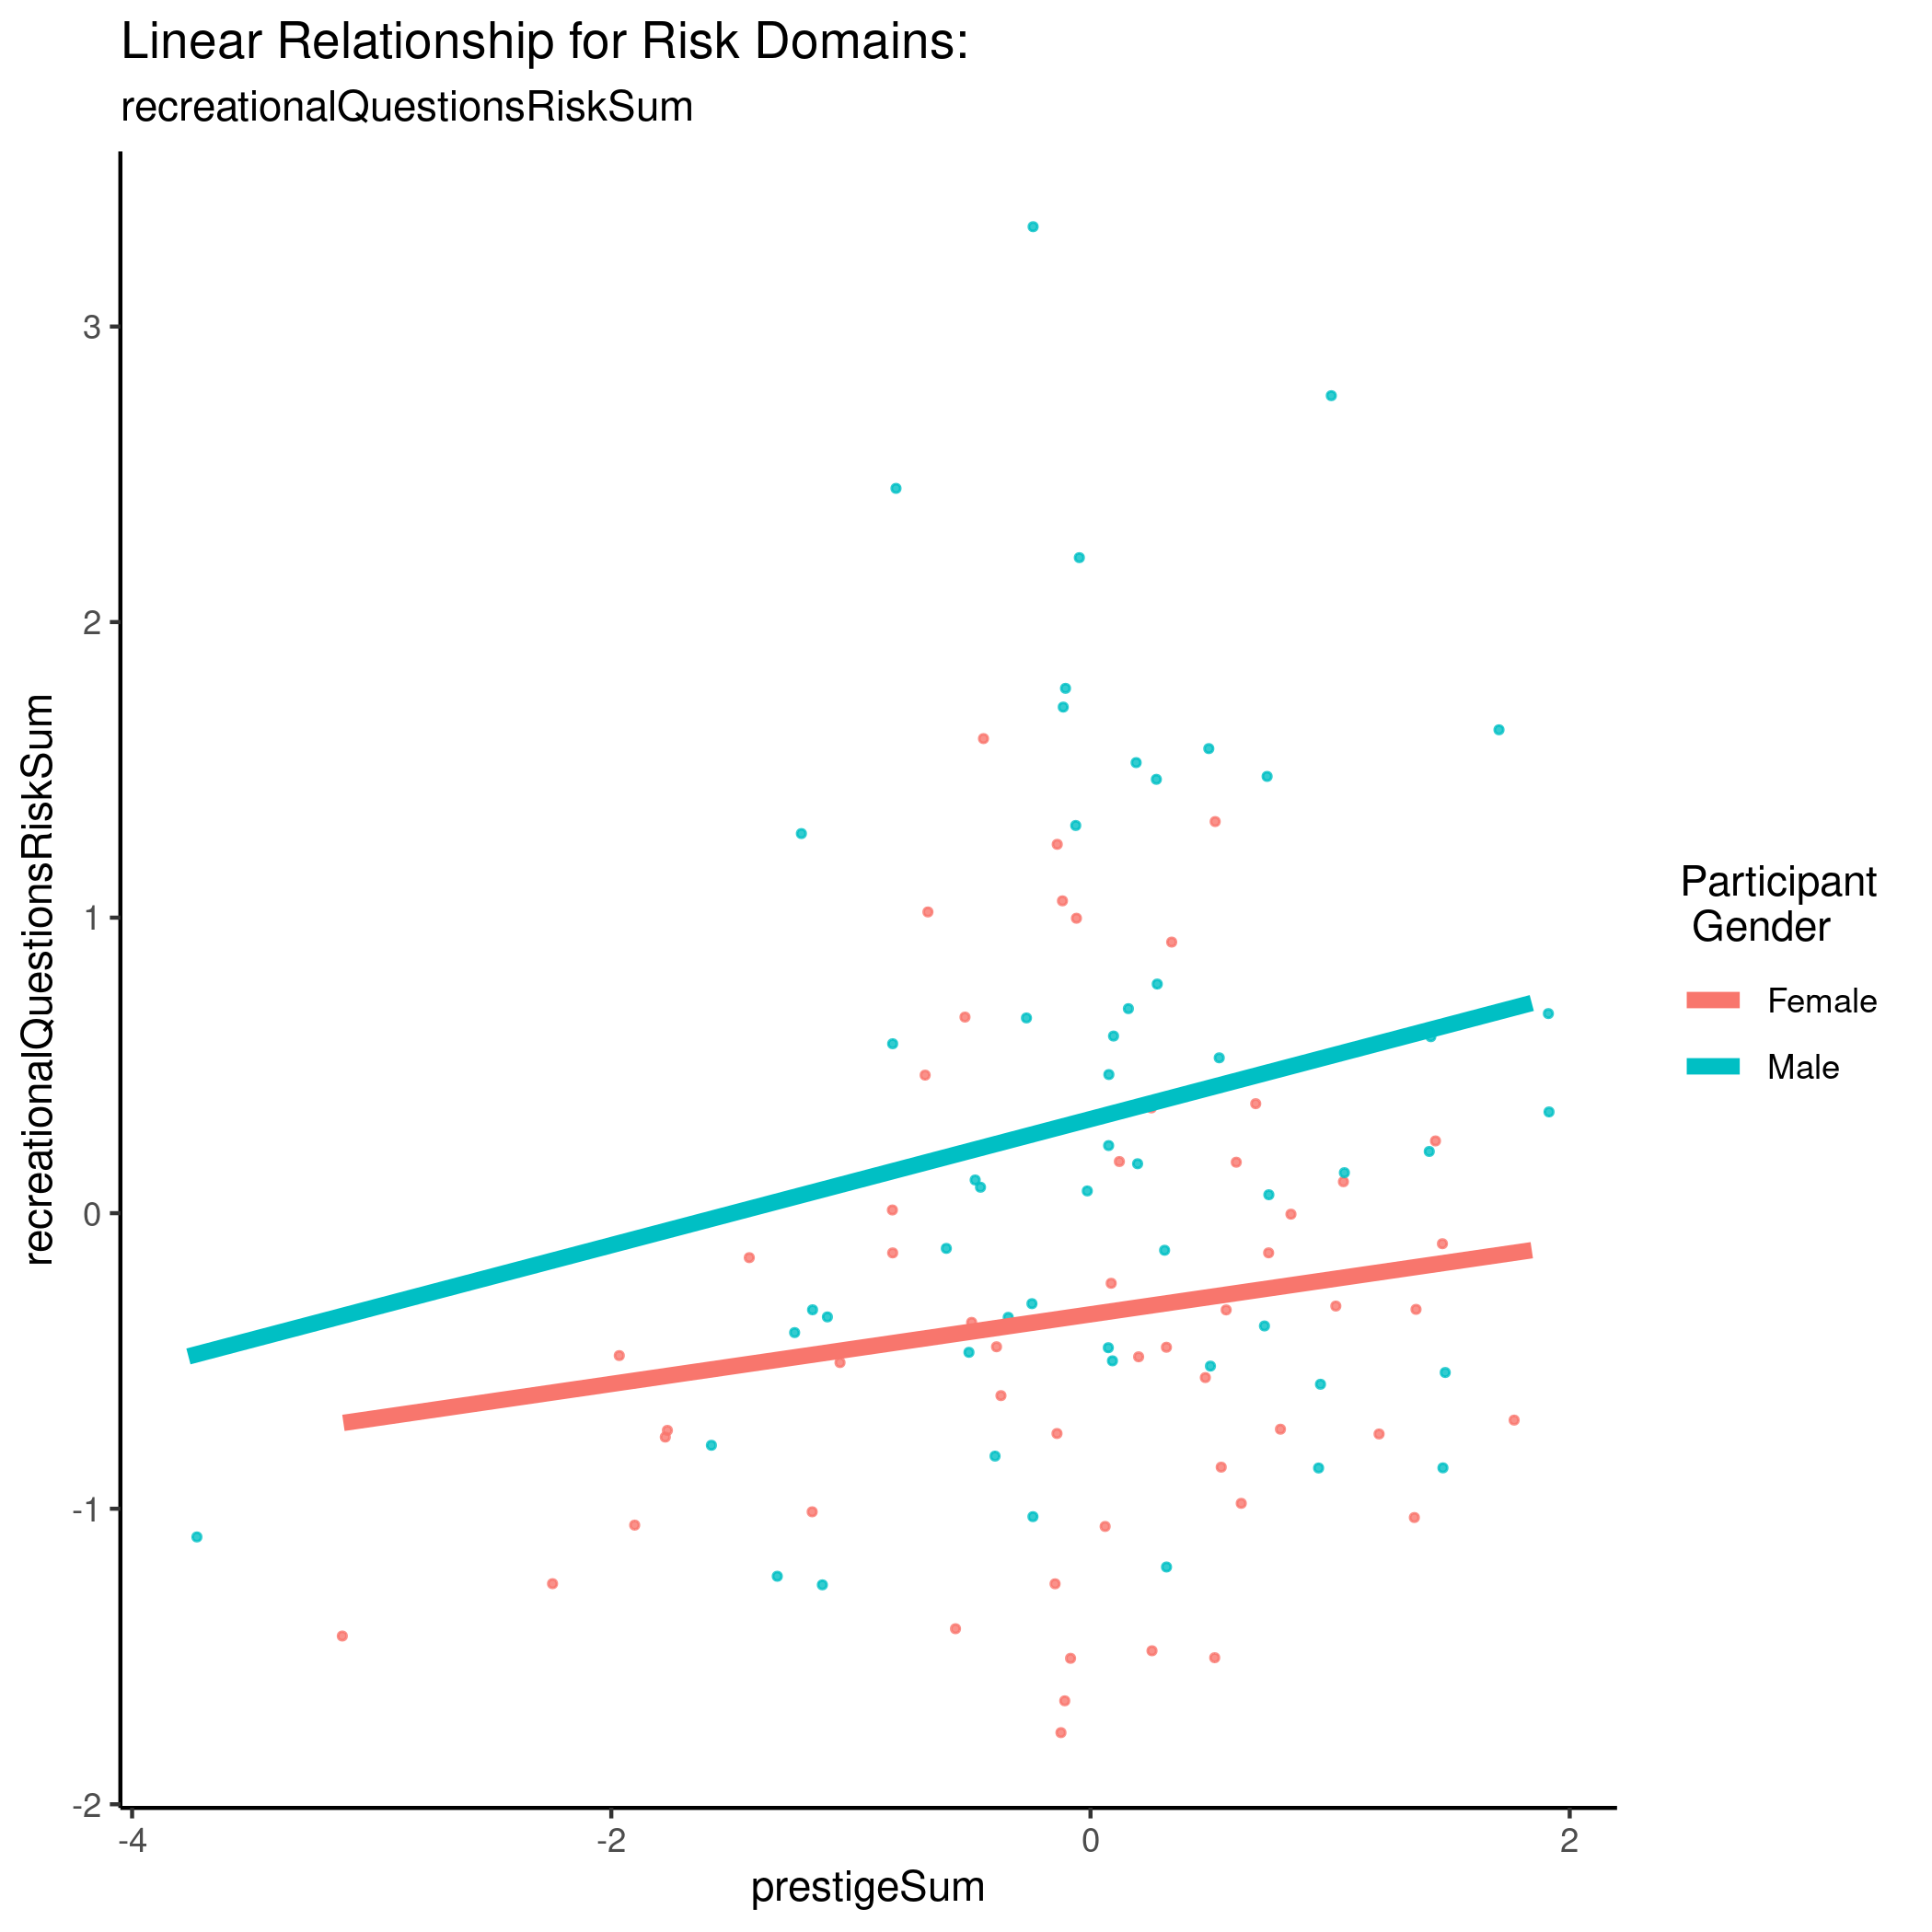 Linear Relationship for Risk Domains:
recreationalQuestionsRiskSum
recreationalQuestionsRiskSum
3
2
1
0
-1
-2
-4
-2
0
2
prestigeSum
Participant
Gender
Female
Male